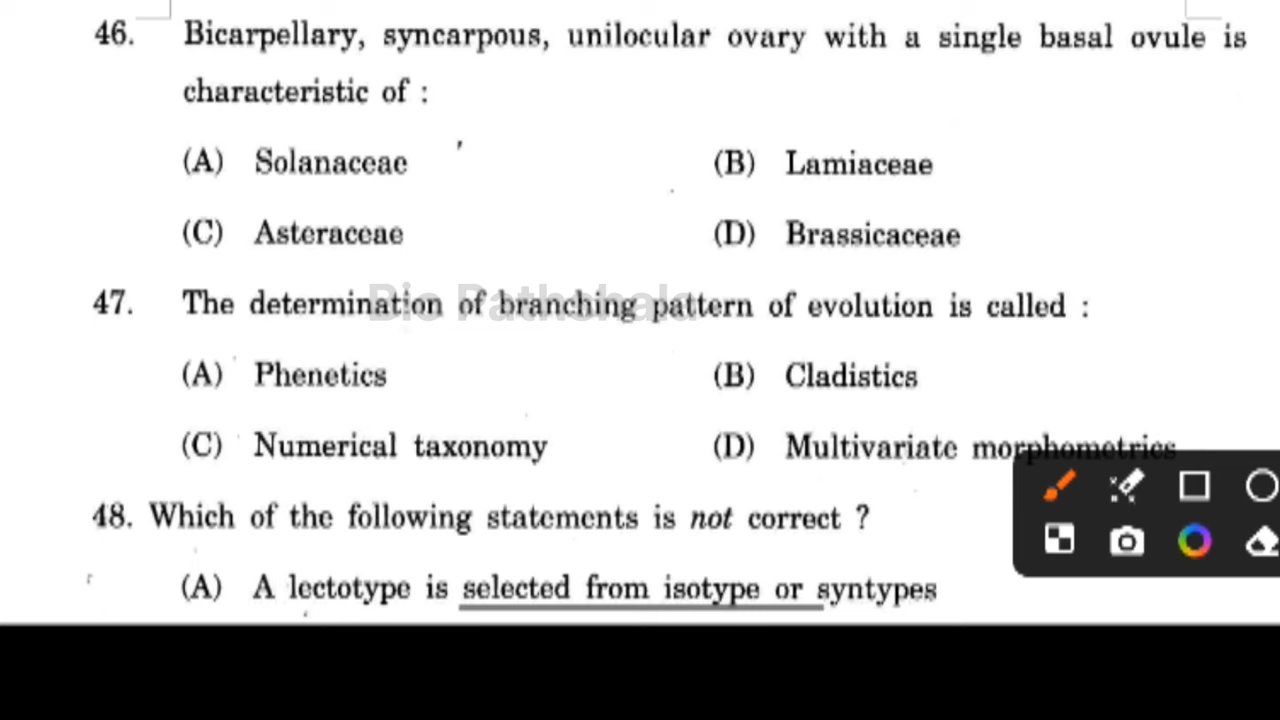 46. Bicarpellary, syncarpous, unilocular ovary with a single basal ovule is
characteristic of :
(A) Solanaceae (B) Lamiaceae
(C) Asteraceae (D) Brassicaceae
47. The determination of branching pattern of evolution is called :
Bio Pathshala
(A) Phenetics (B) Cladistics
(C) Numerical taxonomy (D) Multivariate morphometrics
48. Which of the following statements is not correct ?
(A) A lectotype is selected from isotype or syntypes